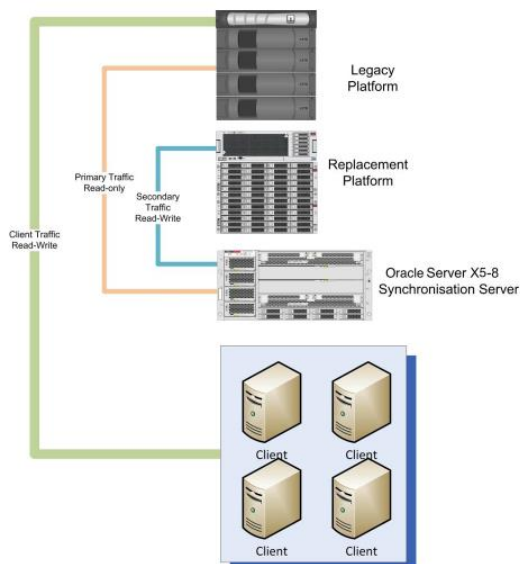 Legacy
Platform
Replacement
Platform
Primary Traffic
Read-only
Secondary
Traffic
Read-Write
Client Traffic
Read-Write
Oracle Server X5-8
Synchronisation Server
Client
Client
Client
Client